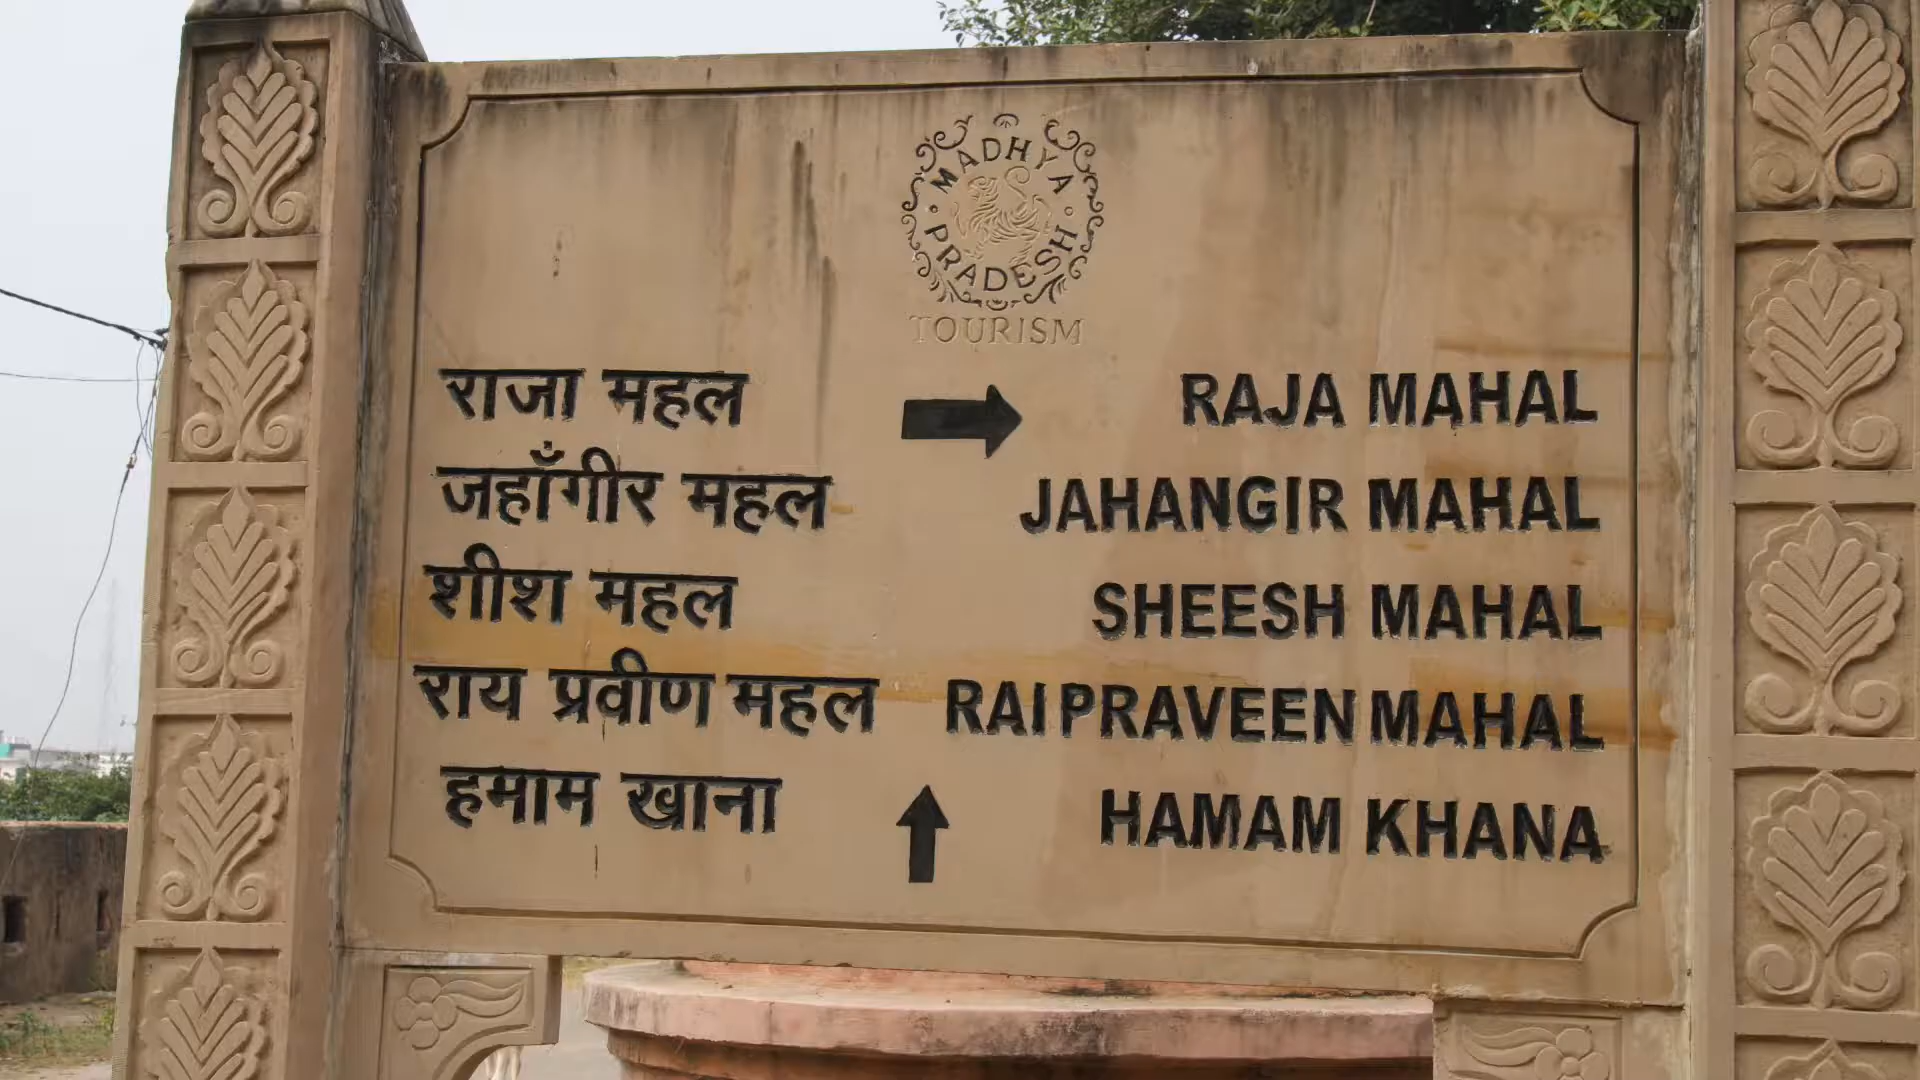 MADHYA PRADESH
TOURISM
राजा महल RAJA MAHAL
जहाँगीर महल JAHANGIR MAHAL
शीश महल SHEESH MAHAL
राय प्रवीण महल RAI PRAVEEN MAHAL
हमाम खाना HAMAM KHANA